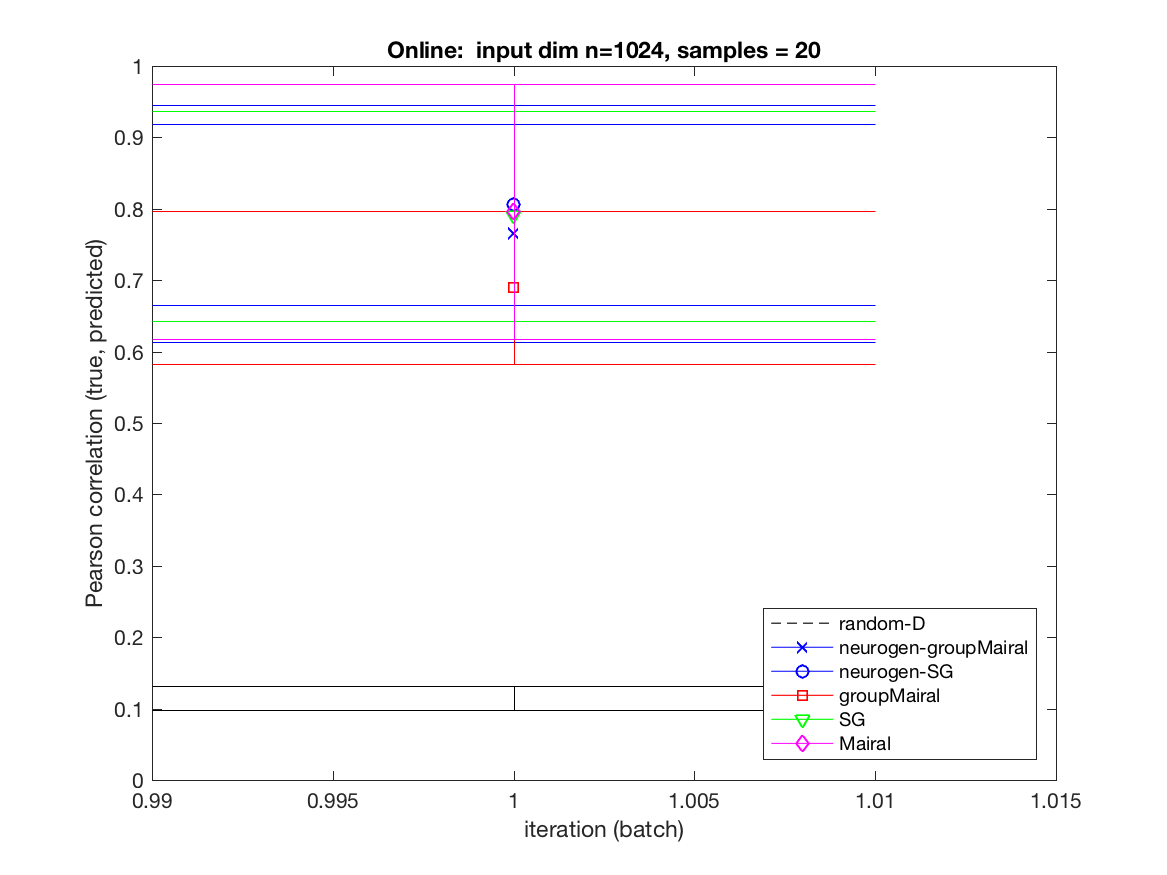 Online:  input dim n=1024, samples = 20
1
0.9
0.8
0.7
0.6
0.5
0.4
0.3
0.2
0.1
0
Pearson correlation (true, predicted)
random-D
neurogen-groupMairal
neurogen-SG
groupMairal
SG
Mairal
0.99 0.995 1 1.005 1.01 1.015
iteration (batch)